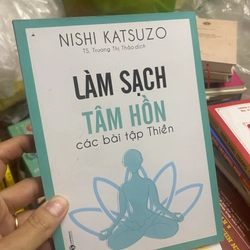 NISHI KATSUZO
TS. Trương Thị Thảo dịch
LÀM SẠCH
TÂM HỒN
các bài tập Thiền